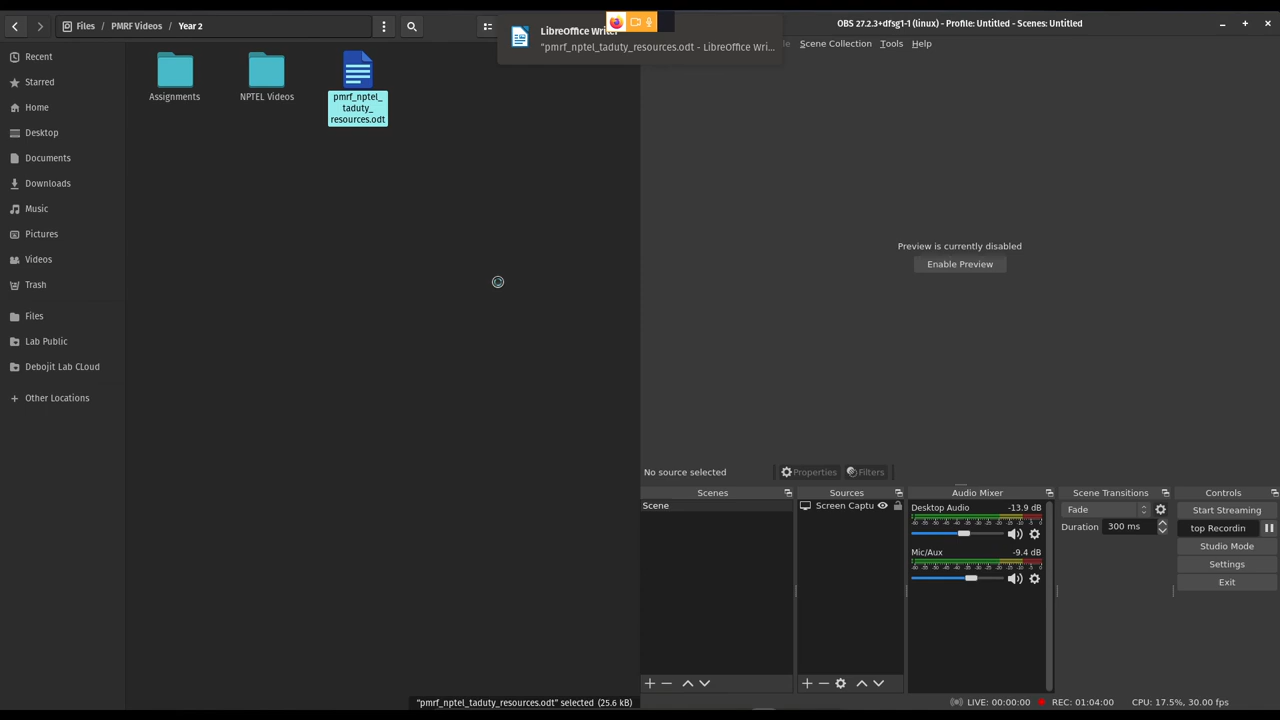 Files / PMRF Videos / Year 2
LibreOffice Writer
"pmrf_nptel_taduty_resources.odt - LibreOffice Wri...
OBS 27.2.3+dfsg1-1 (linux) - Profile: Untitled - Scenes: Untitled
Scene Collection Tools Help
Recent
Starred
Home
Desktop
Documents
Downloads
Music
Pictures
Videos
Trash
Files
Lab Public
Debojit Lab CLoud
Other Locations
Assignments
NPTEL Videos
pmrf_nptel_
taduty_
resources.odt
"pmrf_nptel_taduty_resources.odt" selected (25.6 kB)
Preview is currently disabled
Enable Preview
No source selected
Properties
Filters
Scenes
Scene
Sources
Screen Captu
Audio Mixer
Desktop Audio -13.9 dB
Mic/Aux -9.4 dB
Scene Transitions
Fade
Duration 300 ms
Controls
Start Streaming
top Recordin
Studio Mode
Settings
Exit
LIVE: 00:00:00 REC: 01:04:00 CPU: 17.5%, 30.00 fps